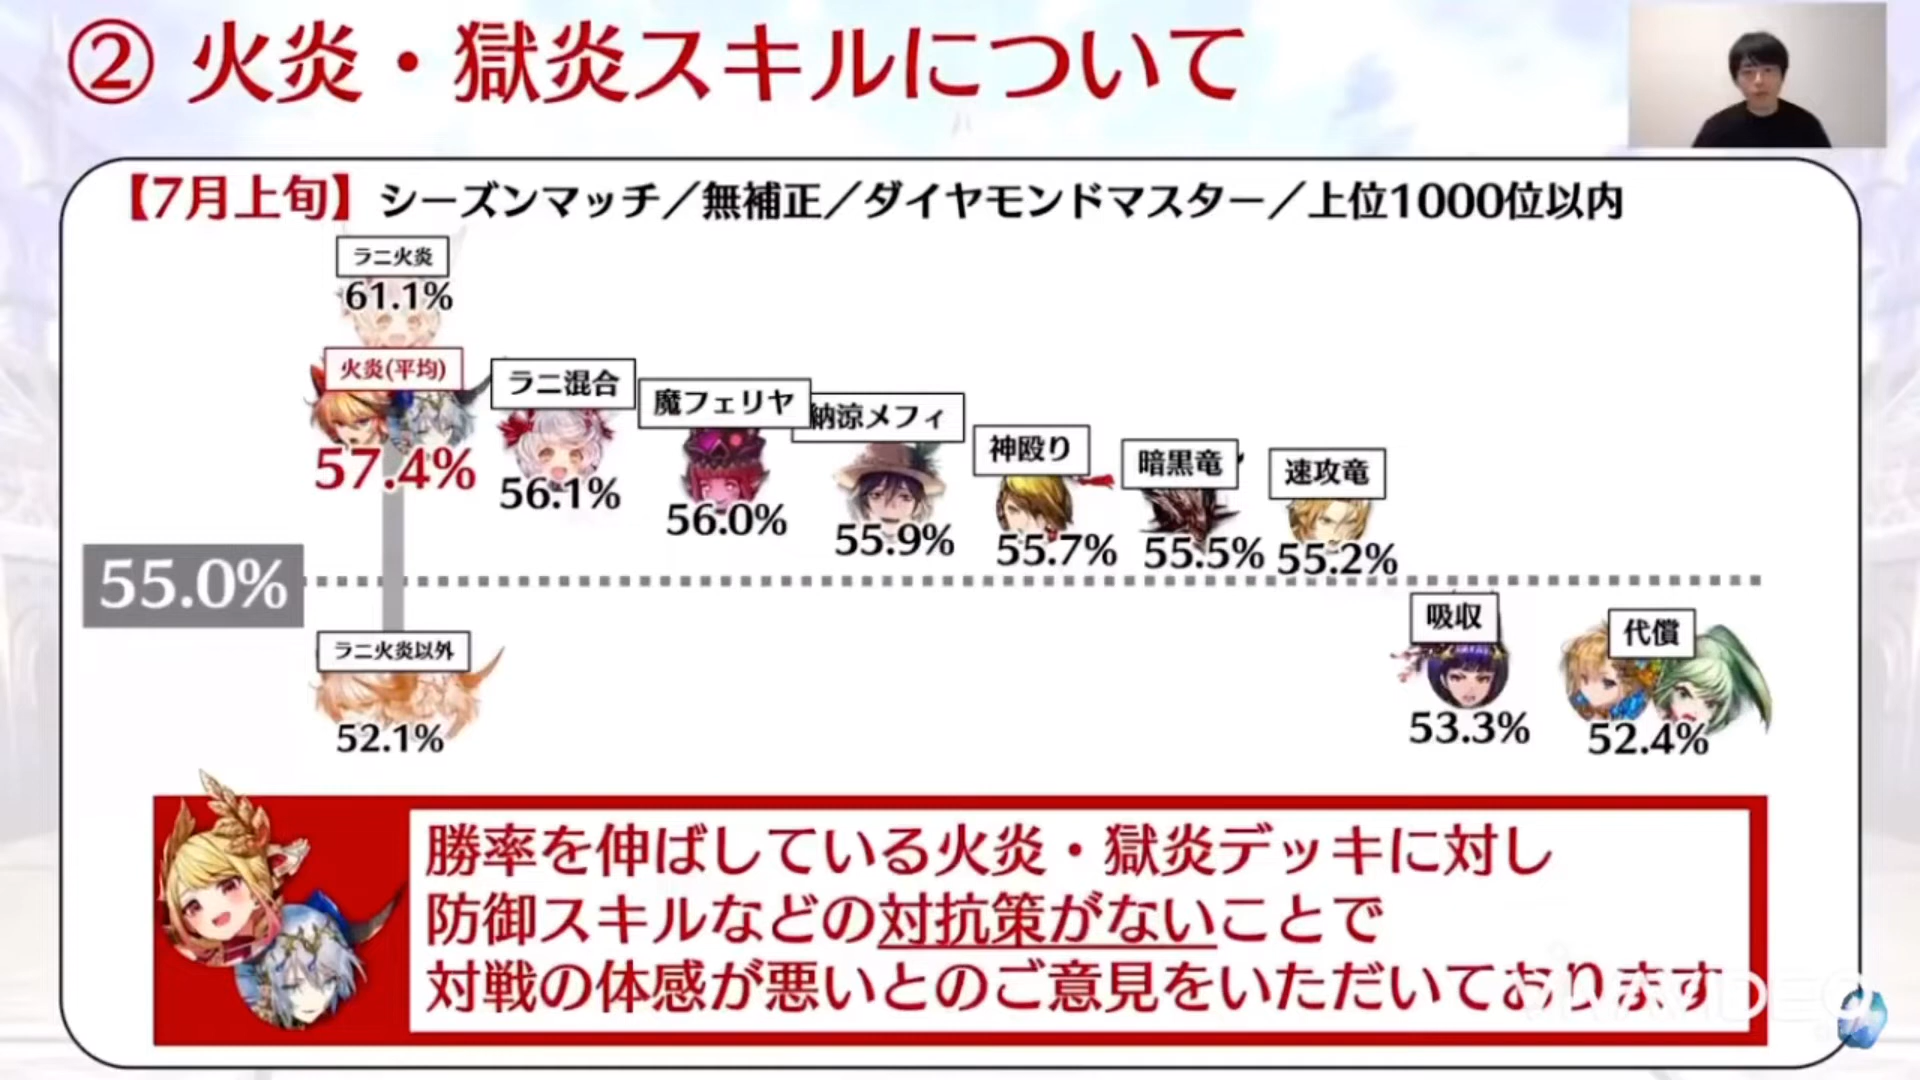 ② 火炎・獄炎スキルについて
【7月上旬】シーズンマッチ／無補正／ダイヤモンドマスター／上位1000位以内
ラニ火炎
61.1%
火炎(平均)
57.4%
ラニ混合
56.1%
魔フェリヤ
56.0%
納涼メフィ
55.9%
神殴り
55.7%
暗黒竜
55.5%
速攻竜
55.2%
55.0%
ラニ火炎以外
52.1%
吸収
53.3%
代償
52.4%
勝率を伸ばしている火炎・獄炎デッキに対し
防御スキルなどの対抗策がないことで
対戦の体感が悪いとのご意見をいただいております
VIVAVIDEO